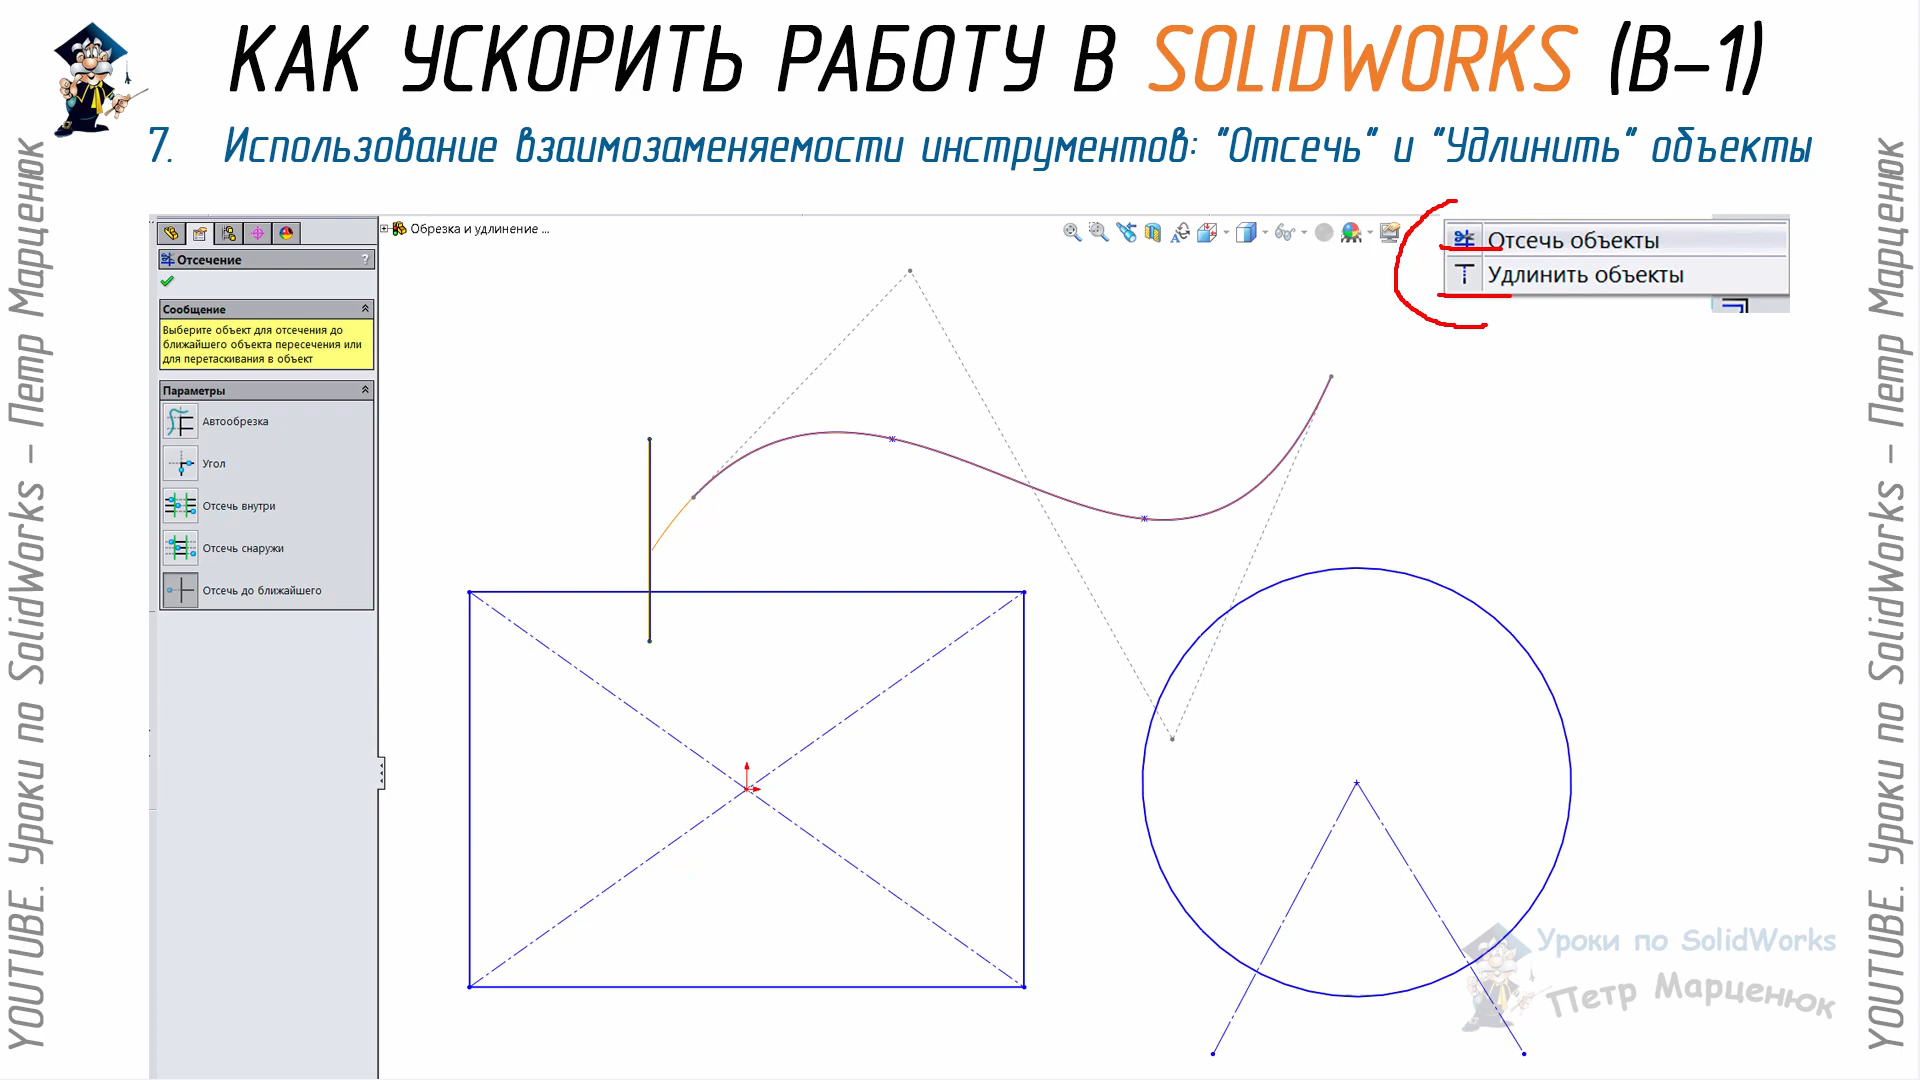 КАК УСКОРИТЬ РАБОТУ В SOLIDWORKS (В-1)
7. Использование взаимозаменяемости инструментов: "Отсечь" и "Удлинить" объекты
YOUTUBE. Уроки по SolidWorks - Петр Марценюк
Отсечение
?
Сообщение
Выберите объект для отсечения до
ближайшего объекта пересечения или
для перетаскивания в объект
Параметры
Автообрезка
Угол
Отсечь внутри
Отсечь снаружи
Отсечь до ближайшего
Обрезка и удлинение ...
Отсечь объекты
Удлинить объекты
Уроки по SolidWorks
Петр Марценюк
YOUTUBE. Уроки по SolidWorks - Петр Марценюк